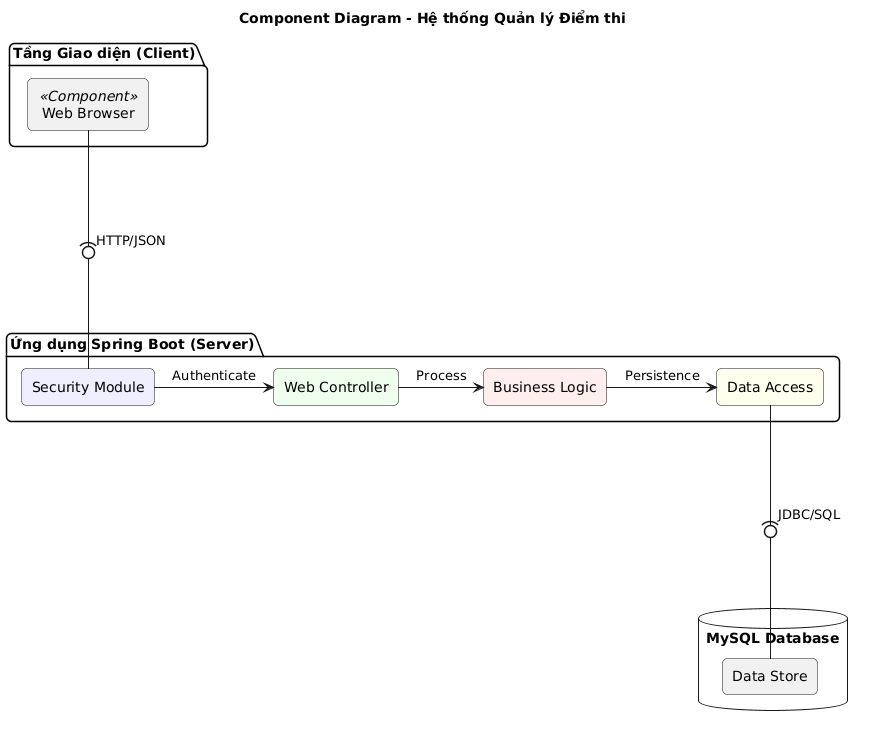 Component Diagram - Hệ thống Quản lý Điểm thi
Tầng Giao diện (Client)
«Component»
Web Browser
HTTP/JSON
Ứng dụng Spring Boot (Server)
Security Module
Authenticate
Web Controller
Process
Business Logic
Persistence
Data Access
JDBC/SQL
MySQL Database
Data Store